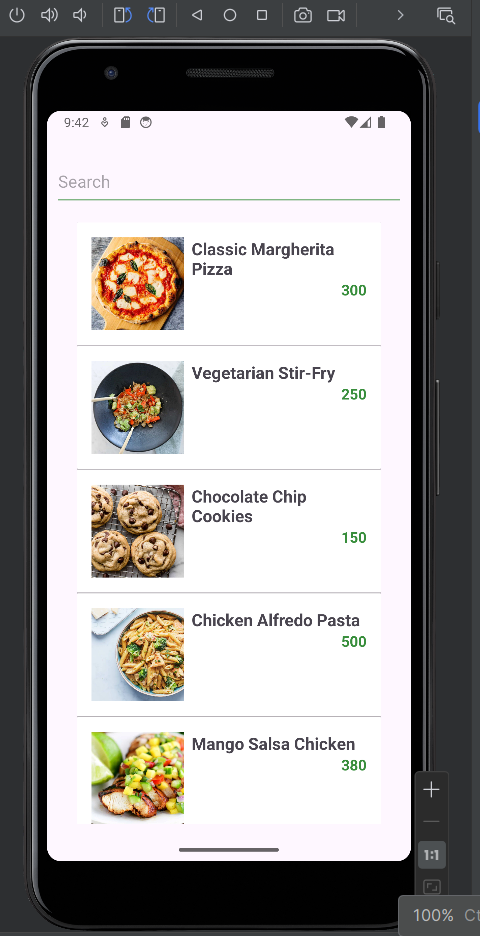 9:42
Search
Classic Margherita
Pizza
300
Vegetarian Stir-Fry
250
Chocolate Chip
Cookies
150
Chicken Alfredo Pasta
500
Mango Salsa Chicken
380
1:1
100% Ct